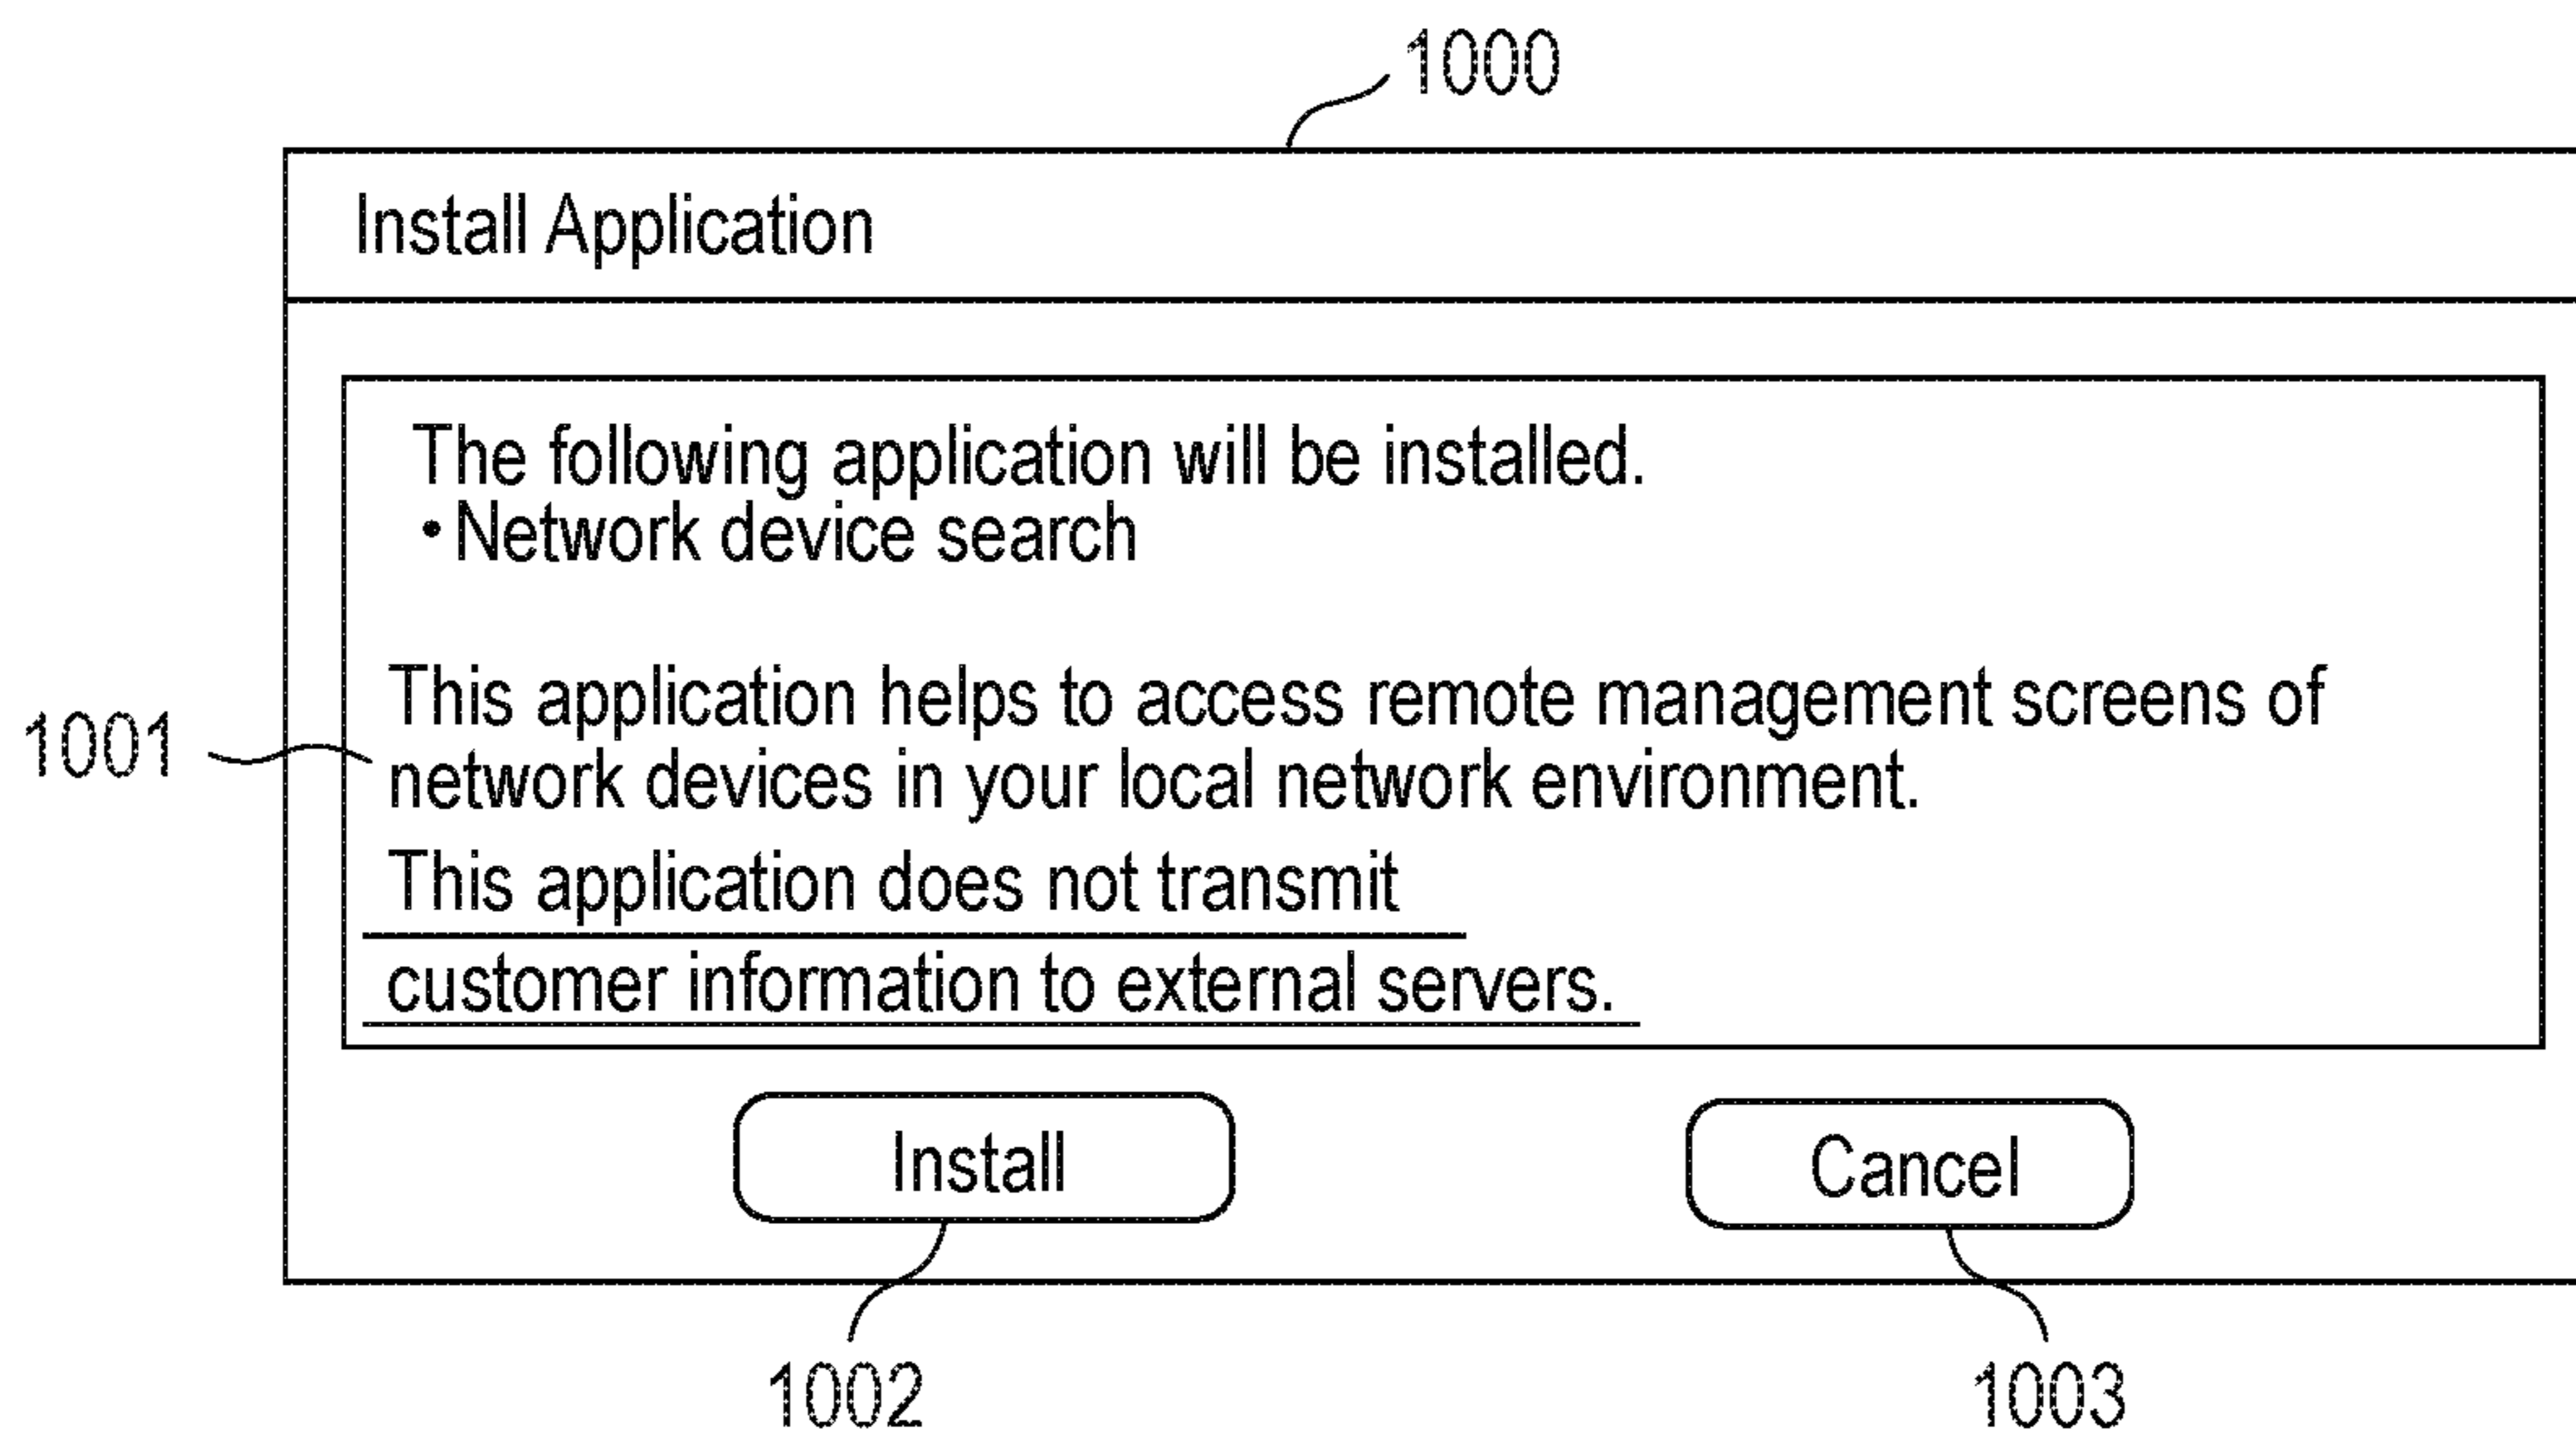 1000
Install Application
The following application will be installed.
• Network device search
This application helps to access remote management screens of
1001
network devices in your local network environment.
This application does not transmit
customer information to external servers.
Install
Cancel
1002
1003